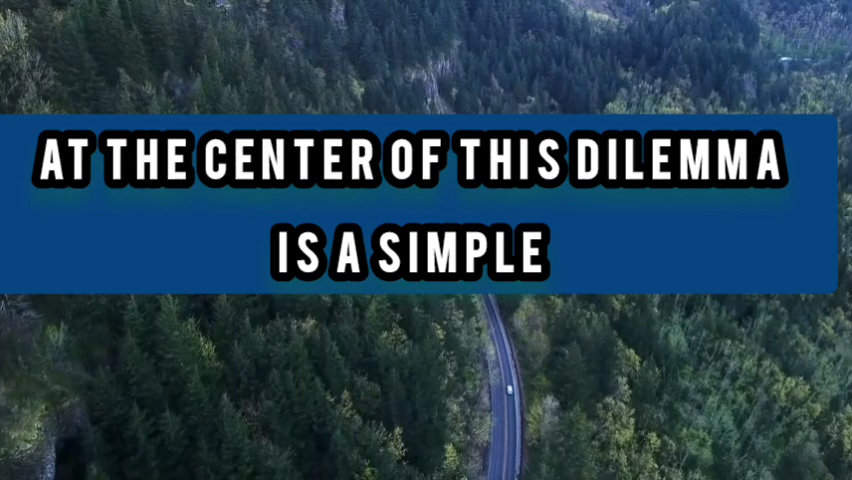 AT THE CENTER OF THIS DILEMMA
IS A SIMPLE